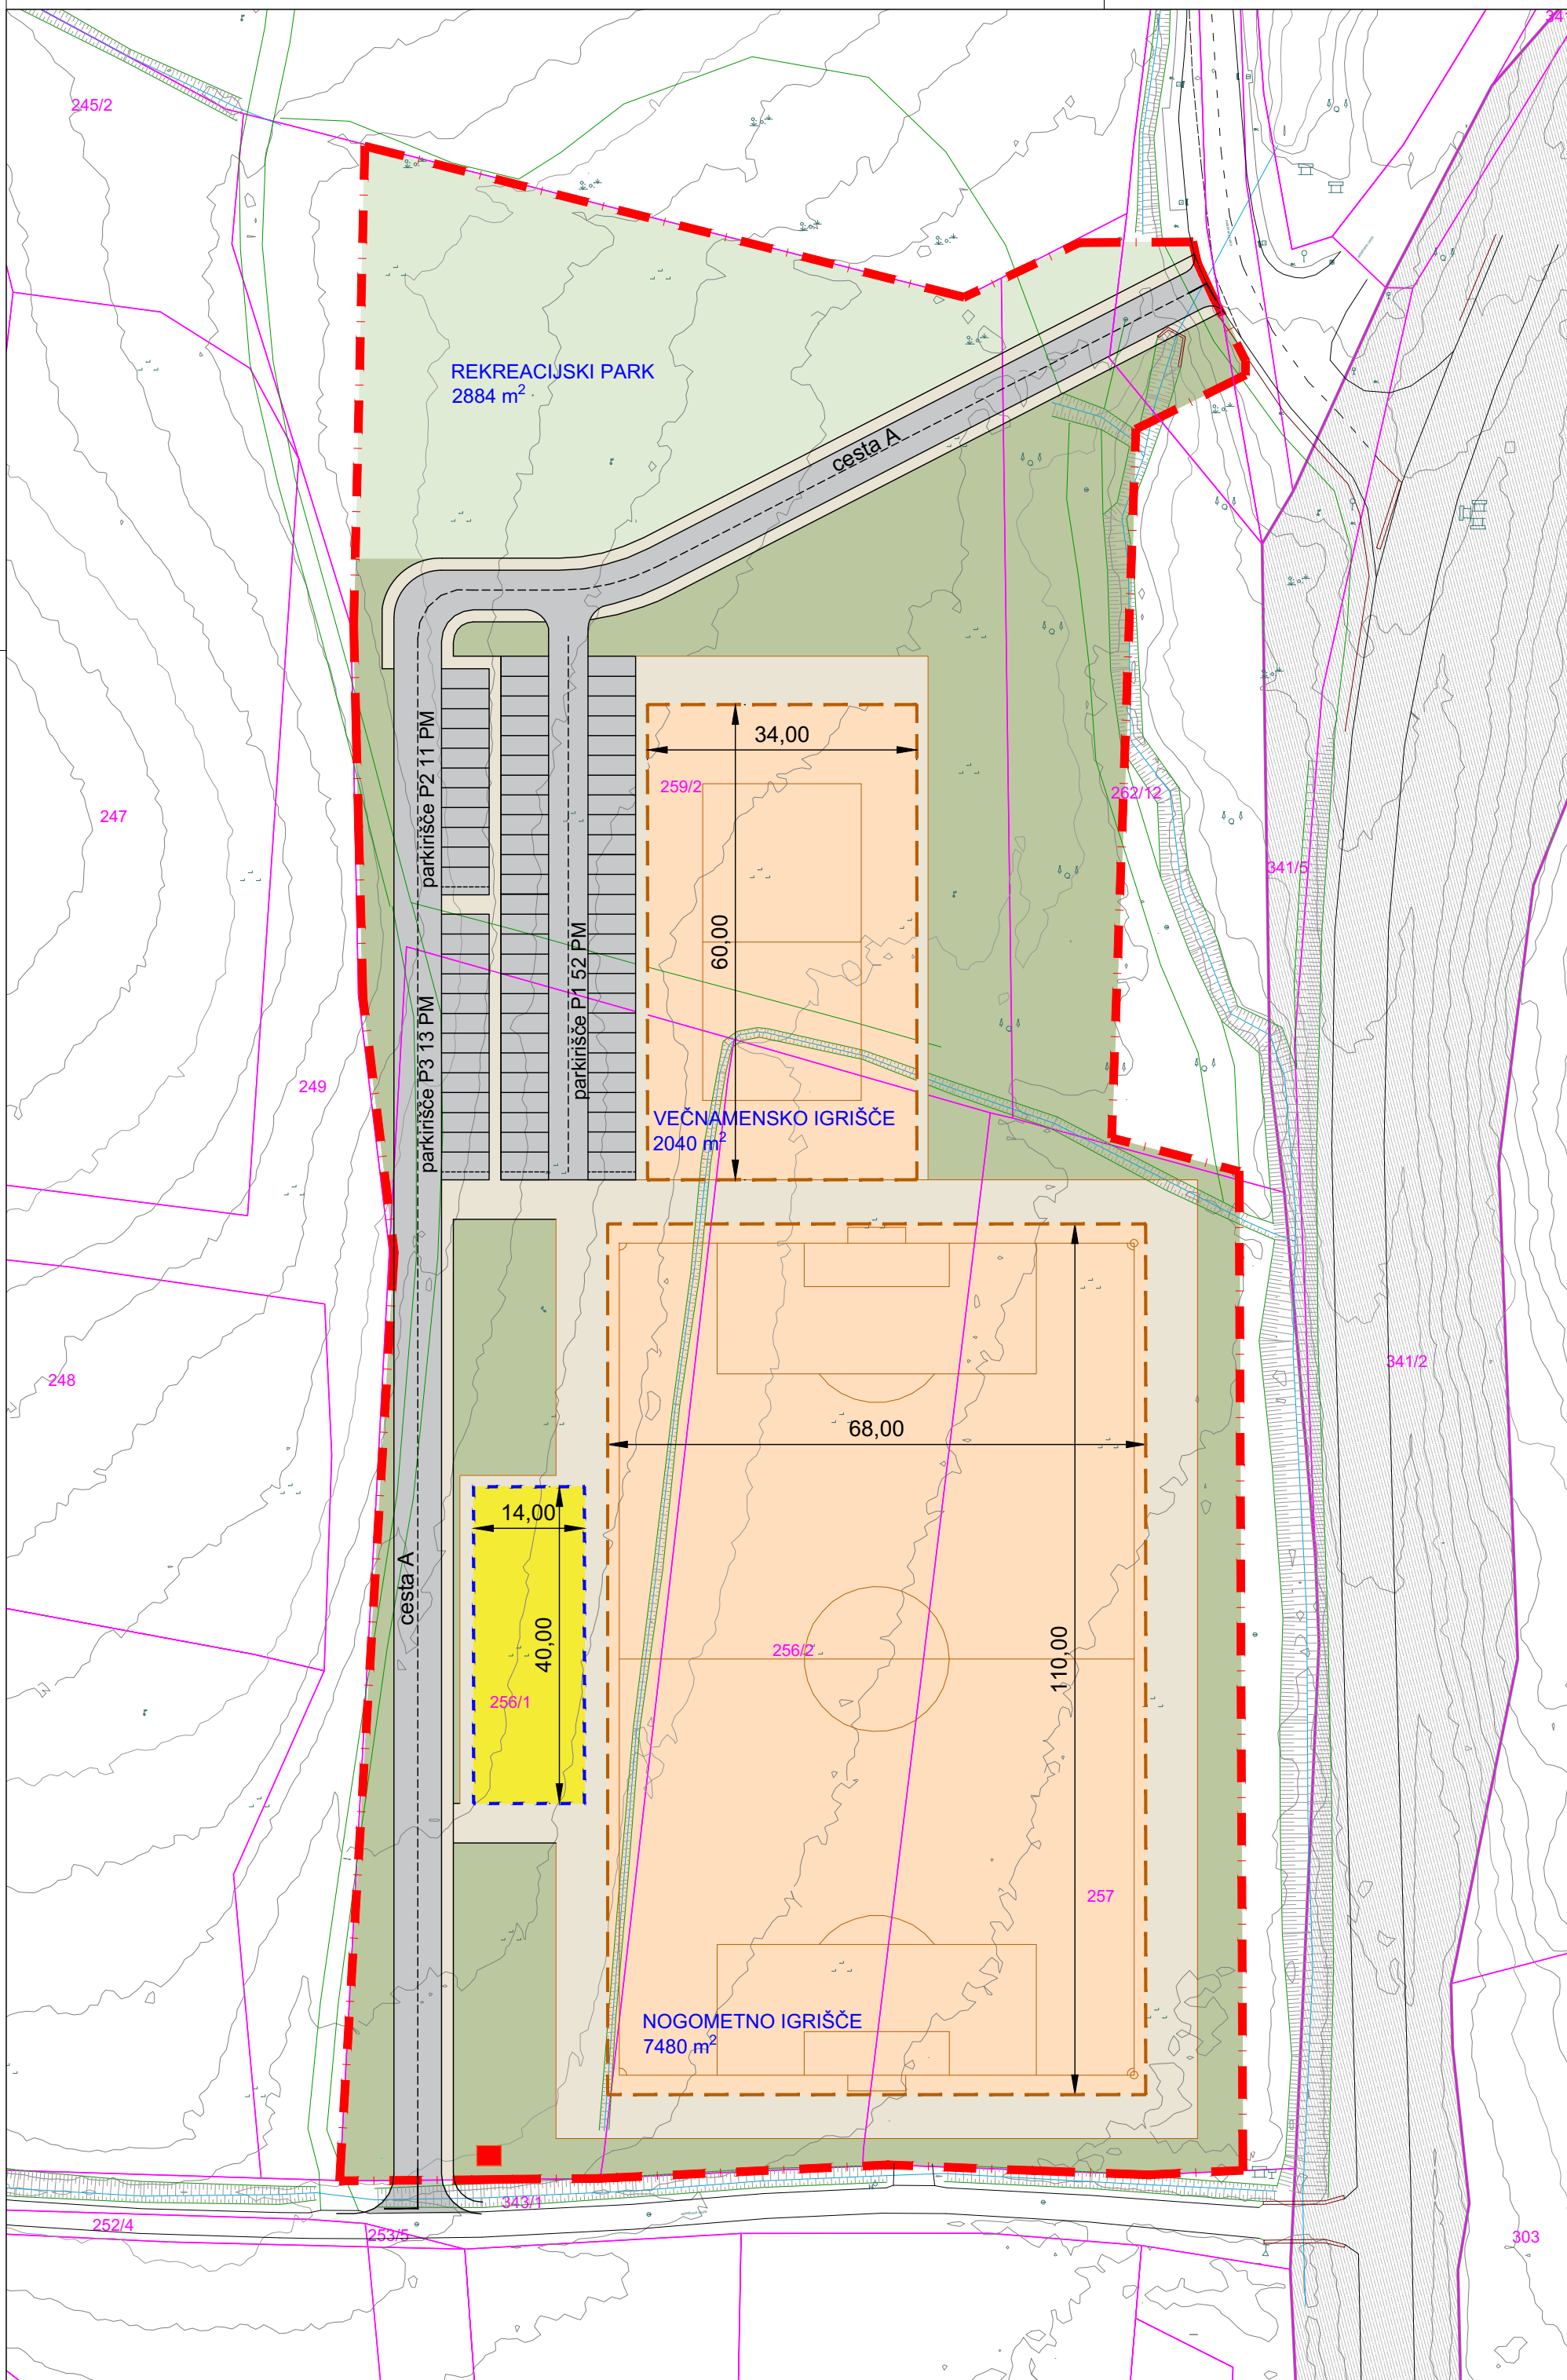 341
245/2
REKREACIJSKI PARK
2884 m²
cesta A
parkirišče P2 11 PM
34,00
259/2
262/12
247
341/5
60,00
parkirišče P1 52 PM
parkirišče P3 13 PM
249
VEČNAMENSKO IGRIŠČE
2040 m²
341/2
248
68,00
14,00
cesta A
40,00
256/2
110,00
256/1
257
NOGOMETNO IGRIŠČE
7480 m²
343/1
252/4
253/5
303